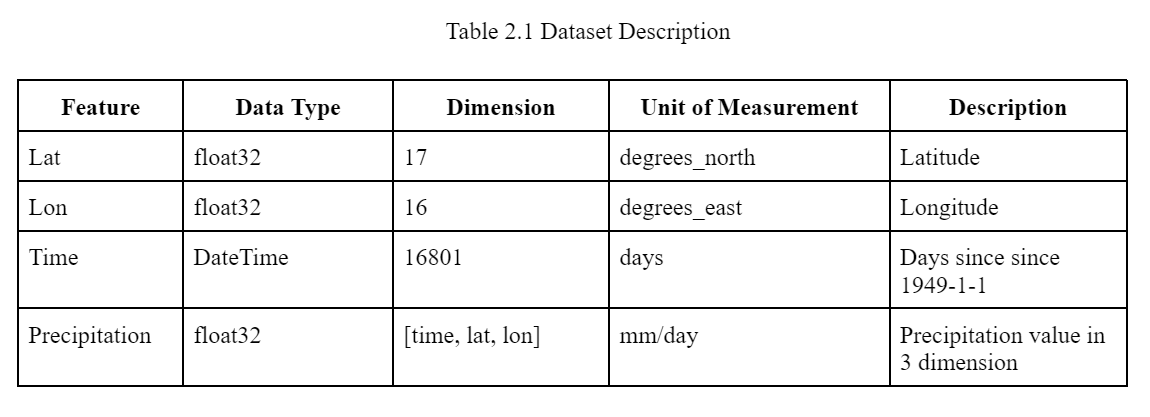 Table 2.1 Dataset Description
Feature Data Type Dimension Unit of Measurement Description
Lat float32 17 degrees_north Latitude
Lon float32 16 degrees_east Longitude
Time DateTime 16801 days Days since since
1949-1-1
Precipitation float32 [time, lat, lon] mm/day Precipitation value in
3 dimension